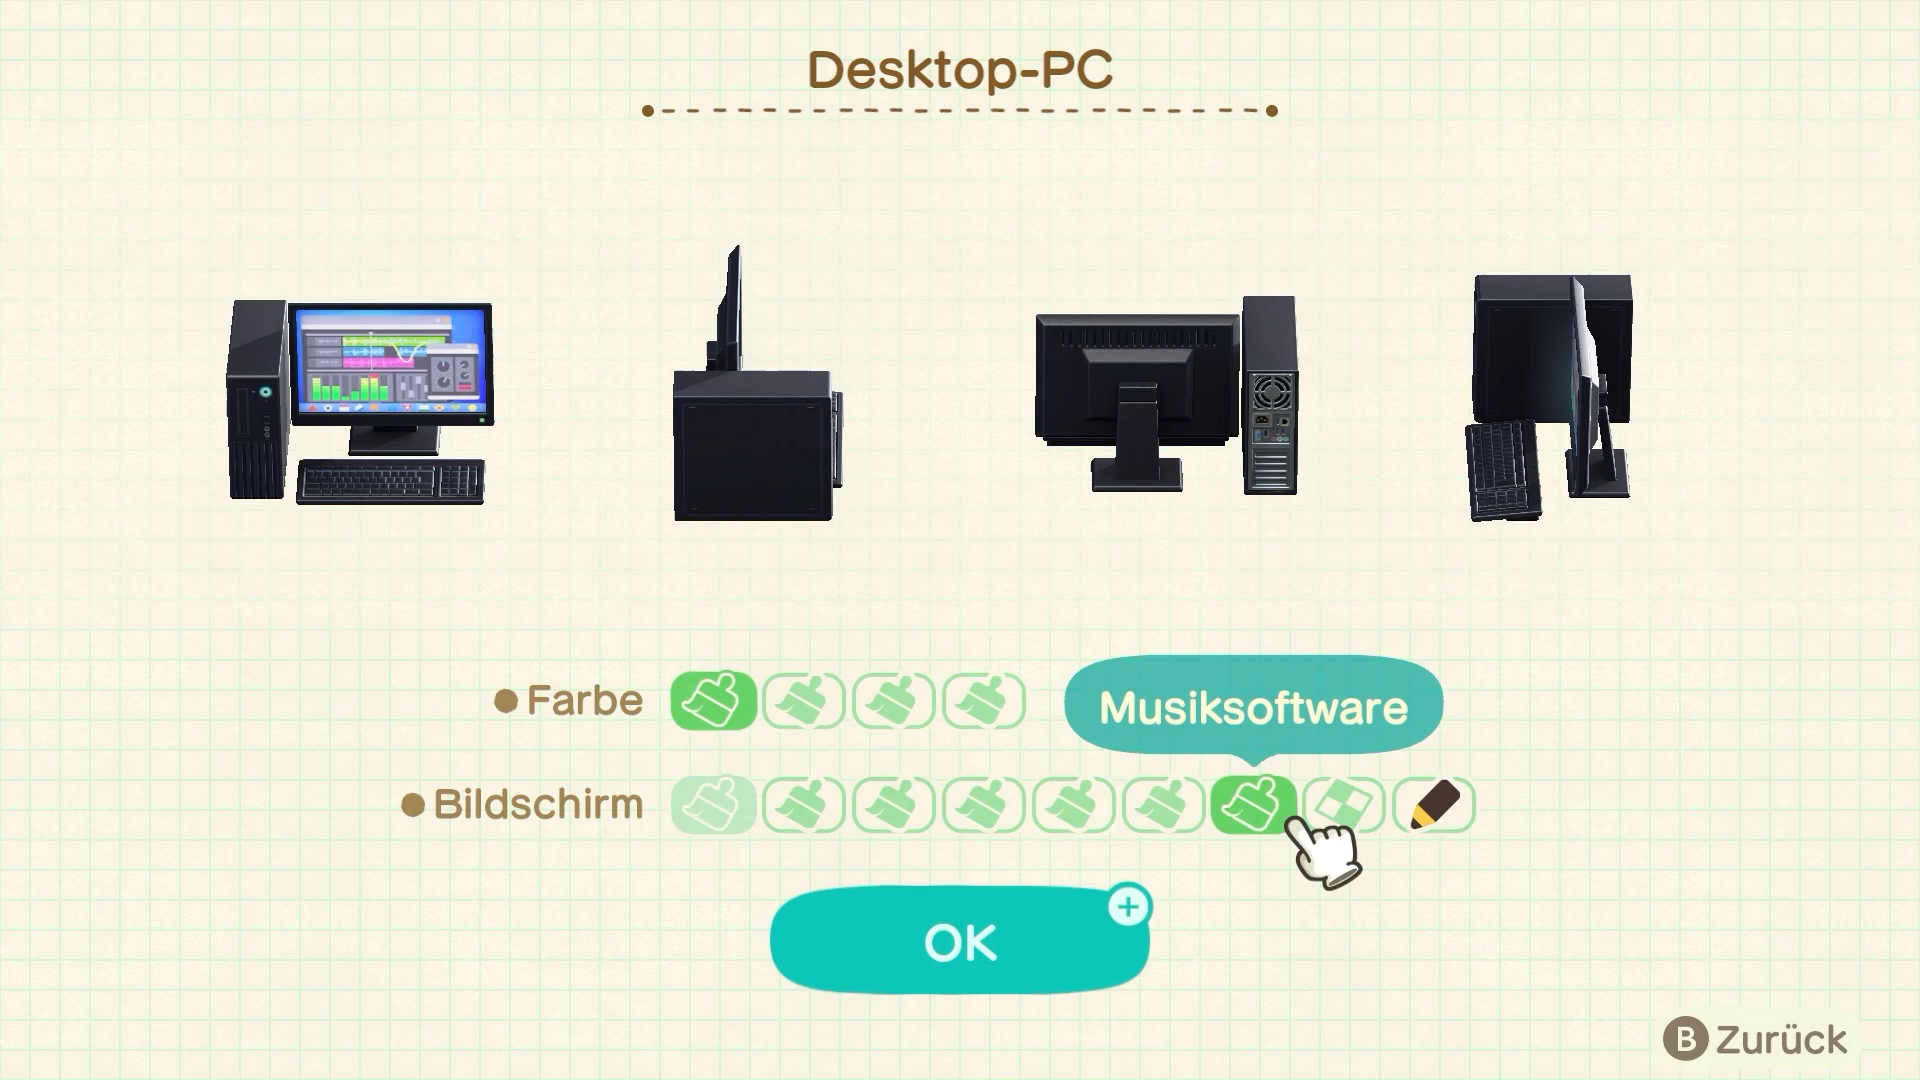 Desktop-PC
Farbe
Musiksoftware
Bildschirm
OK
B Zurück